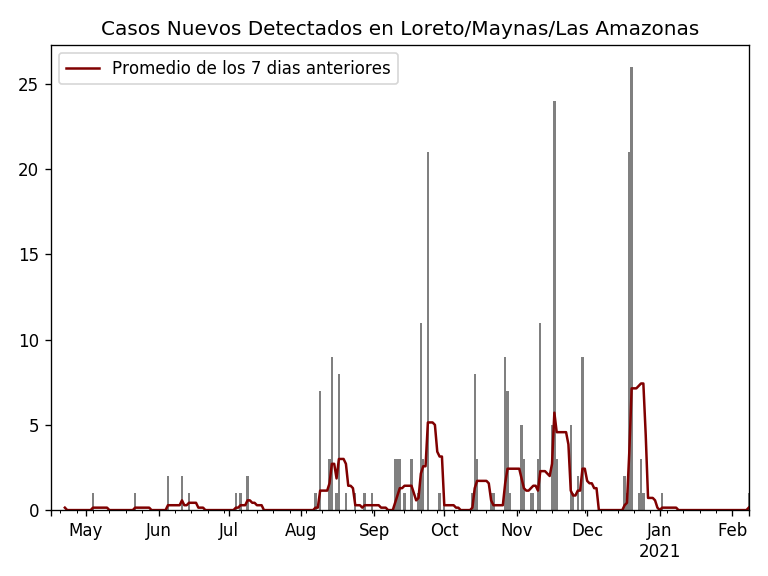 Casos Nuevos Detectados en Loreto/Maynas/Las Amazonas
Promedio de los 7 dias anteriores
25
20
15
10
5
0
May Jun Jul Aug Sep Oct Nov Dec Jan Feb
2021